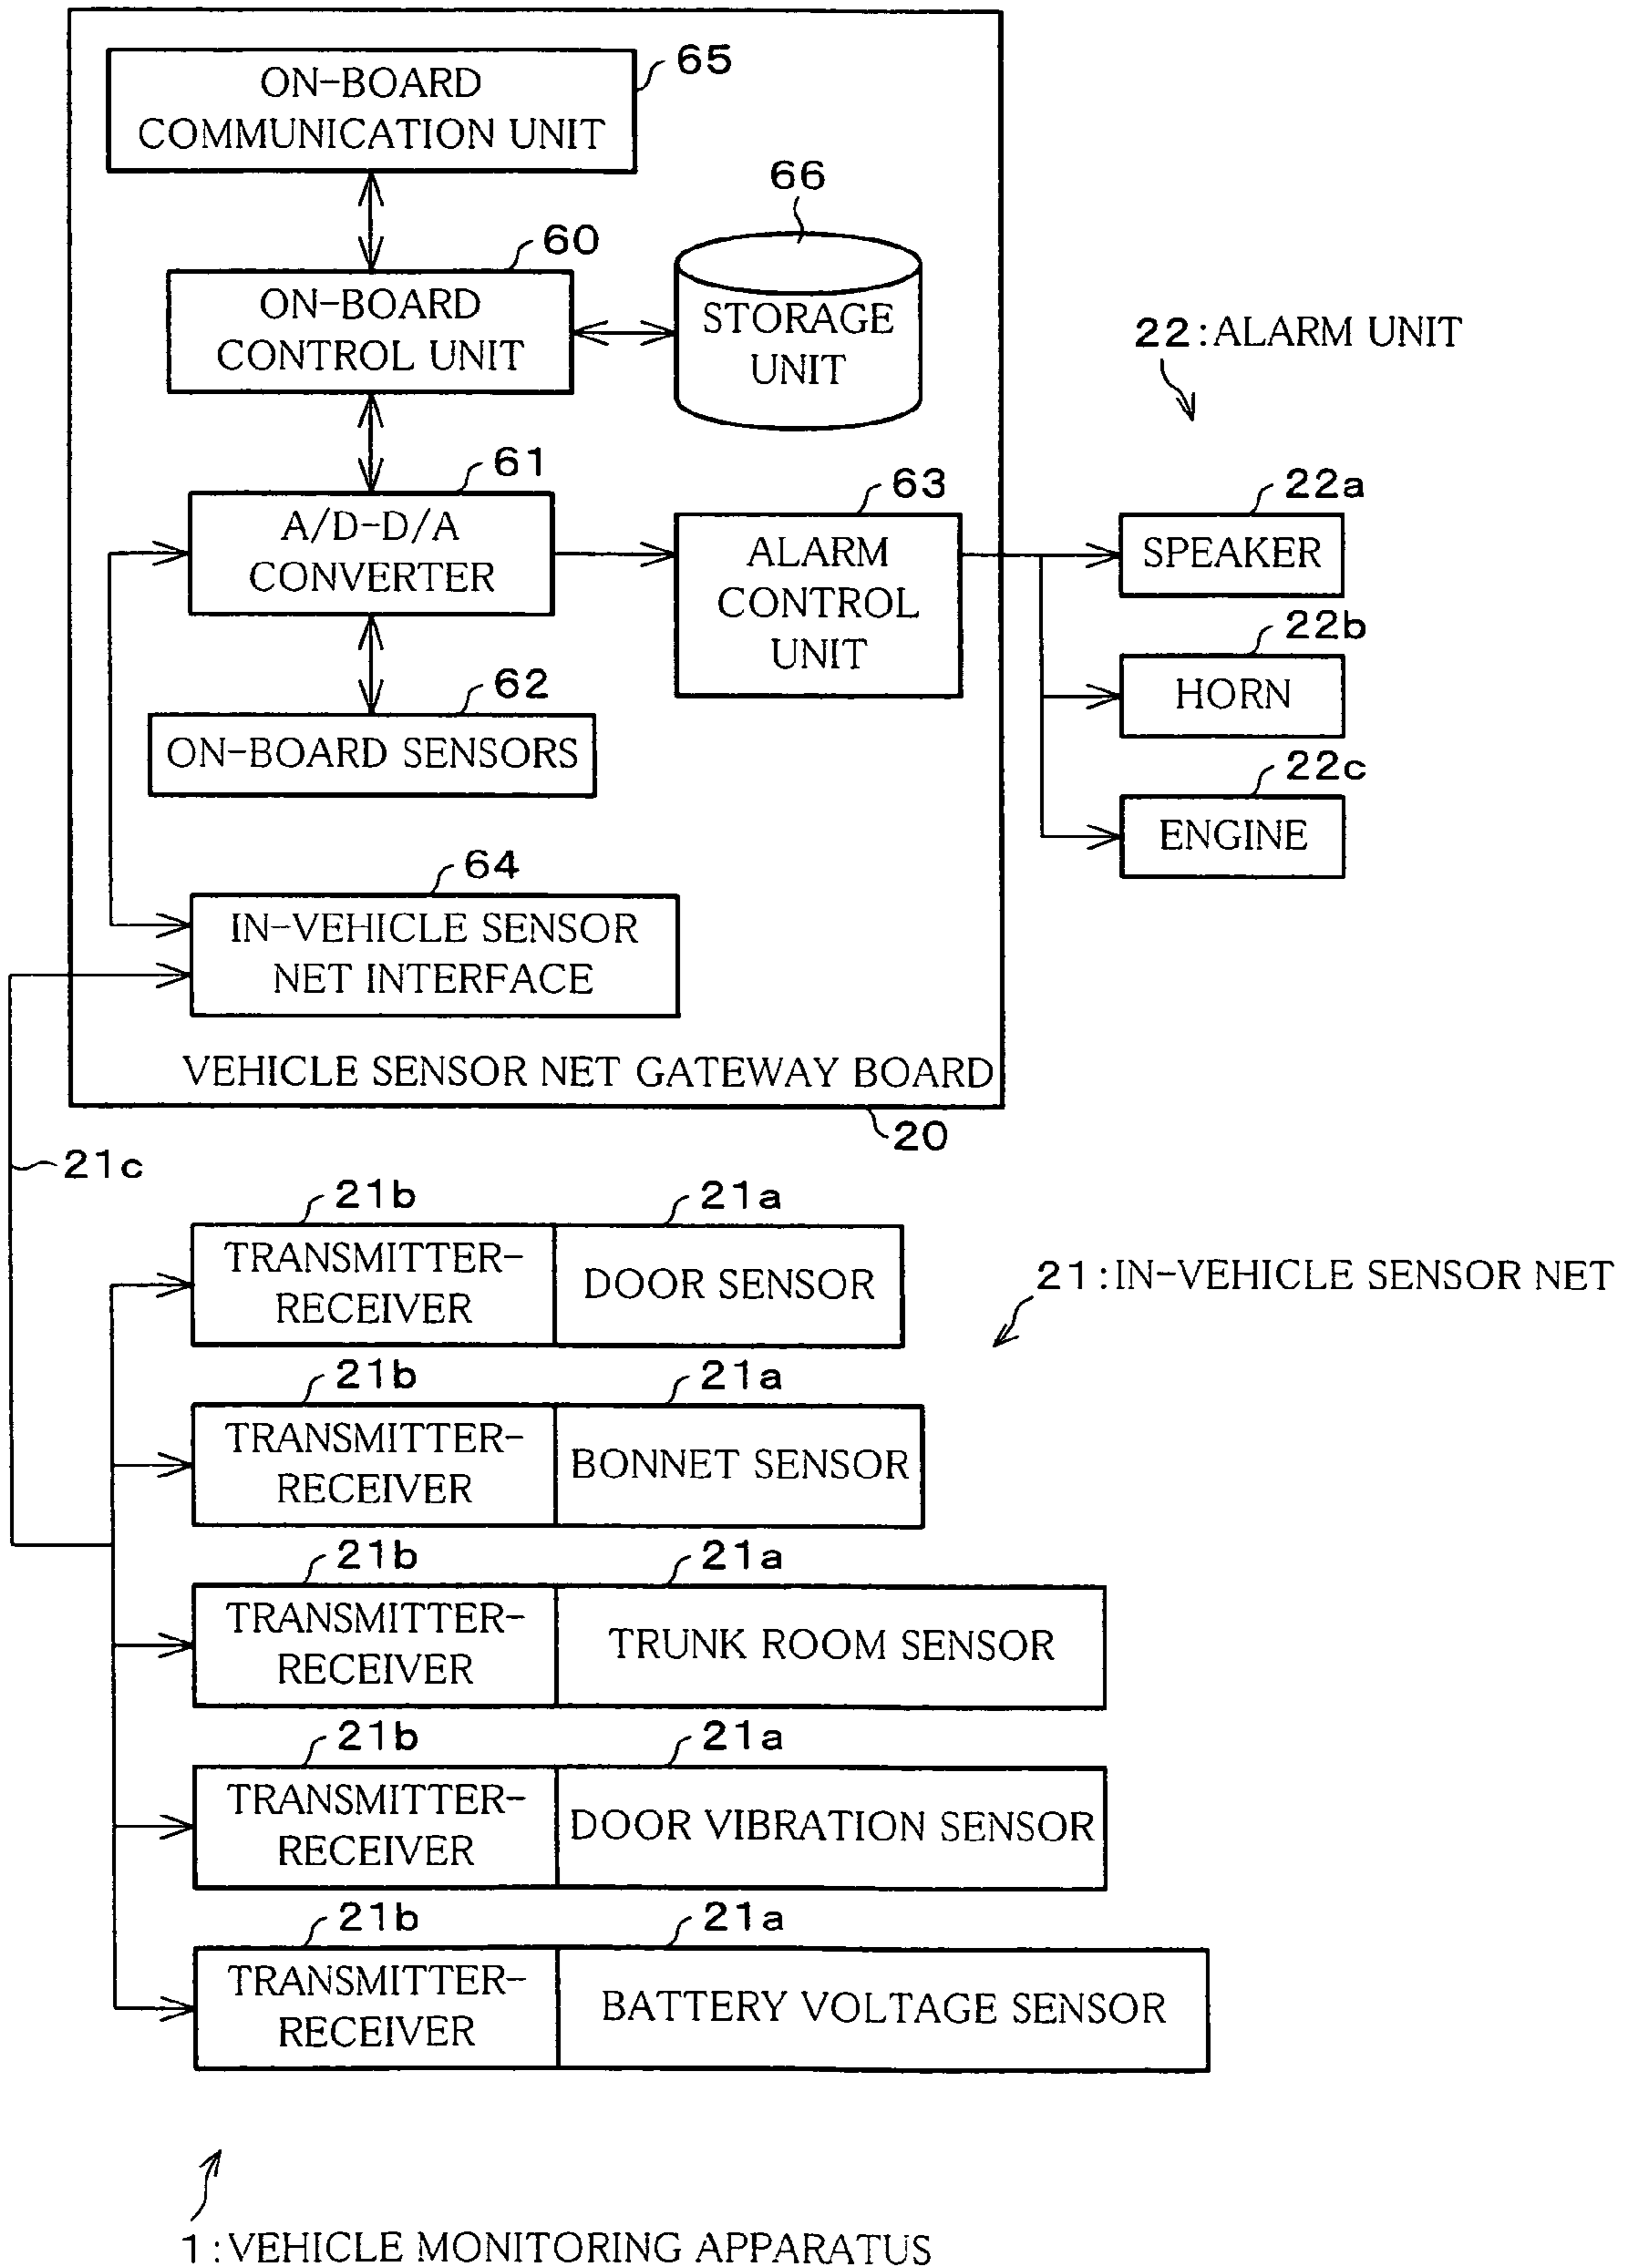 65
ON-BOARD
COMMUNICATION UNIT
66
60
ON-BOARD
CONTROL UNIT
STORAGE
UNIT
22:ALARM UNIT
61
A/D-D/A
CONVERTER
63
ALARM
CONTROL
UNIT
22a
SPEAKER
22b
HORN
22c
ENGINE
62
ON-BOARD SENSORS
64
IN-VEHICLE SENSOR
NET INTERFACE
VEHICLE SENSOR NET GATEWAY BOARD
20
21c
21b
21a
TRANSMITTER-
RECEIVER
DOOR SENSOR
21:IN-VEHICLE SENSOR NET
21b
21a
TRANSMITTER-
RECEIVER
BONNET SENSOR
21b
21a
TRANSMITTER-
RECEIVER
TRUNK ROOM SENSOR
21b
21a
TRANSMITTER-
RECEIVER
DOOR VIBRATION SENSOR
21b
21a
TRANSMITTER-
RECEIVER
BATTERY VOLTAGE SENSOR
1:VEHICLE MONITORING APPARATUS